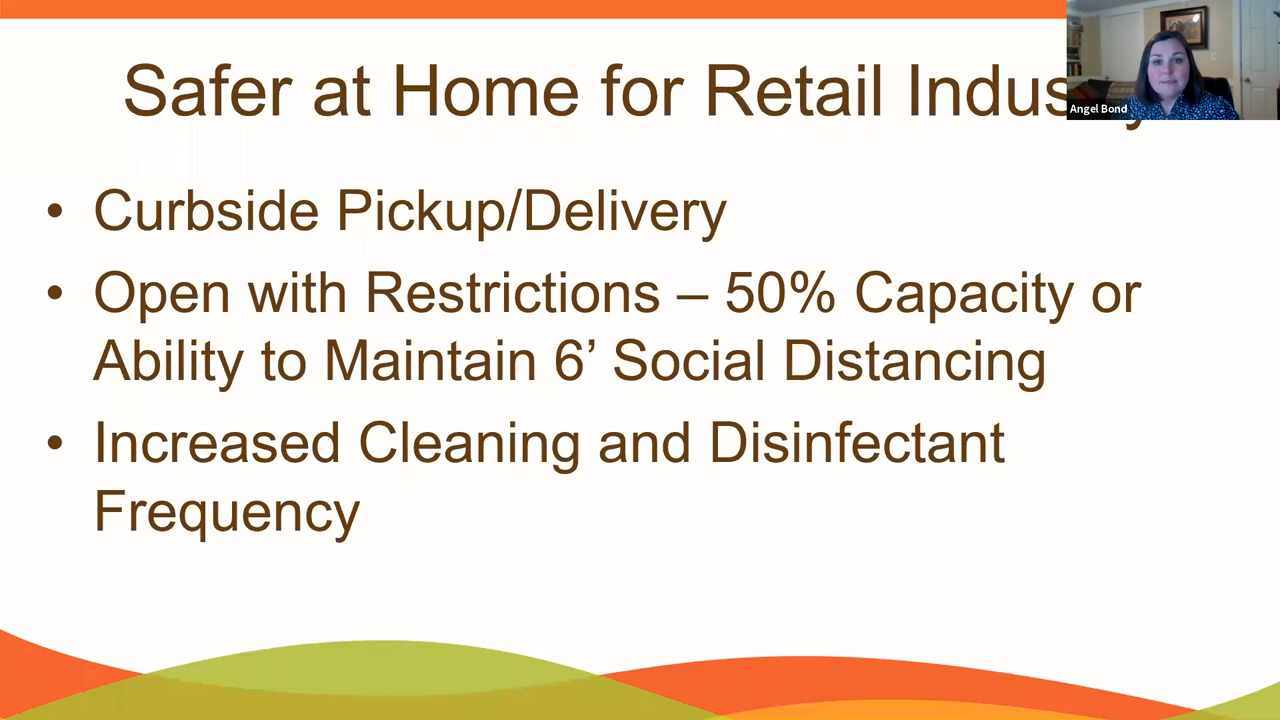 Safer at Home for Retail
Angel Bond
• Curbside Pickup/Delivery
• Open with Restrictions – 50% Capacity or
Ability to Maintain 6’ Social Distancing
• Increased Cleaning and Disinfectant
Frequency